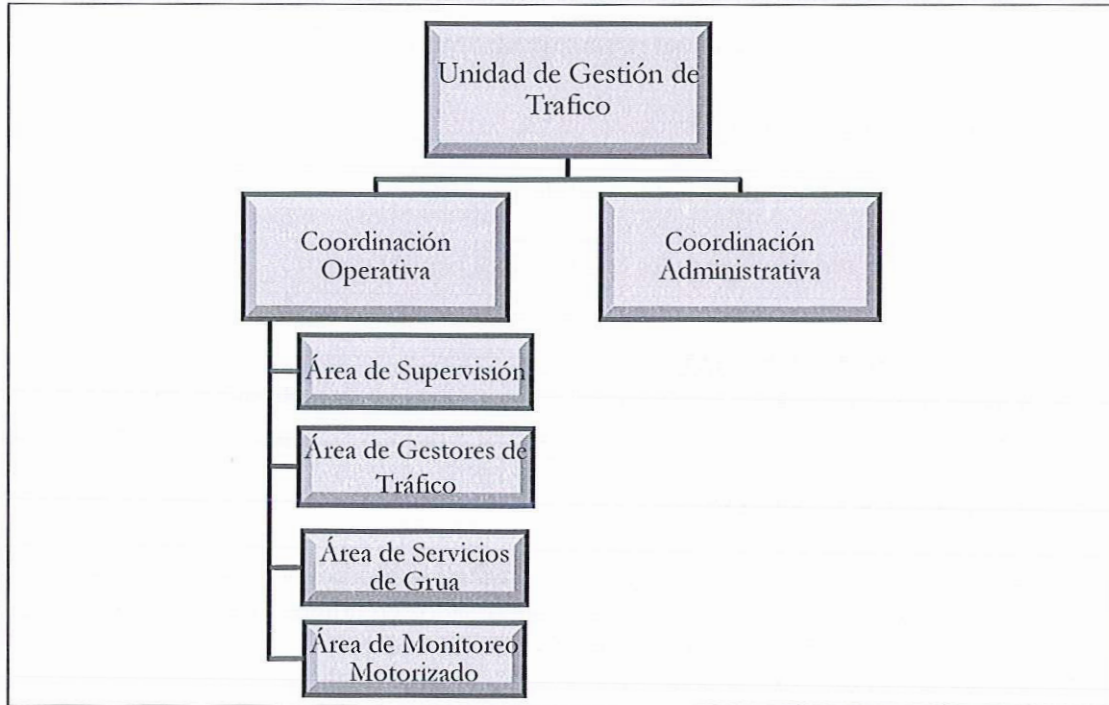 Unidad de Gestión de
Trafico
Coordinación
Operativa
Coordinación
Administrativa
Área de Supervisión
Área de Gestores de
Tráfico
Área de Servicios
de Grua
Área de Monitoreo
Motorizado